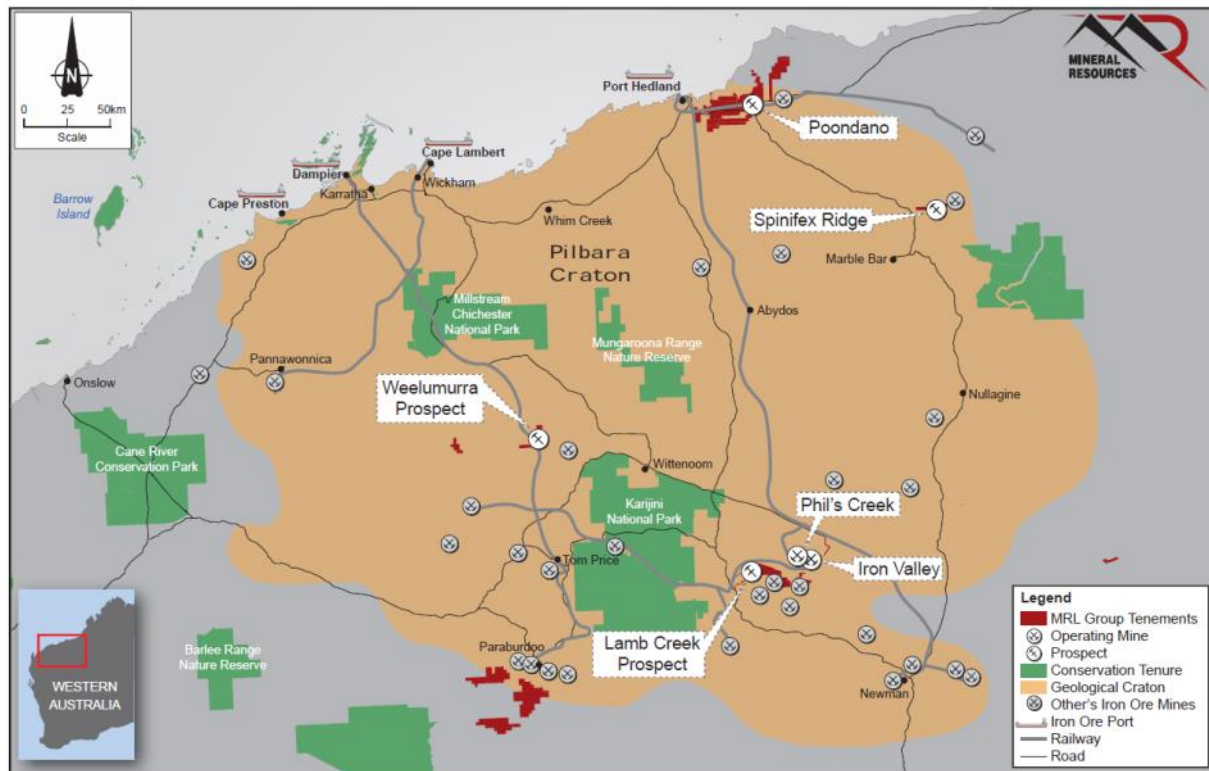 N
0 25 50km
Scale
MINERAL
RESOURCES
Port Hedland
Poondano
Cape Lambert
Dampier
Wickham
Karratha
Cape Preston
Barrow
Island
Whim Creek
Spinifex Ridge
Pilbara
Craton
Marble Bar
Millstream
Chichester
National Park
Abydos
Mungaroona Range
Nature Reserve
Pannawonnica
Onslow
Weelumurra
Prospect
Nullagine
Cane River
Conservation Park
Wittenoom
Karijini
National Park
Phil's Creek
Tom Price
Iron Valley
Lamb Creek
Prospect
Paraburdoo
Barlee Range
Nature Reserve
Newman
WESTERN
AUSTRALIA
Legend
MRL Group Tenements
Operating Mine
Prospect
Conservation Tenure
Geological Craton
Other's Iron Ore Mines
Iron Ore Port
Railway
Road